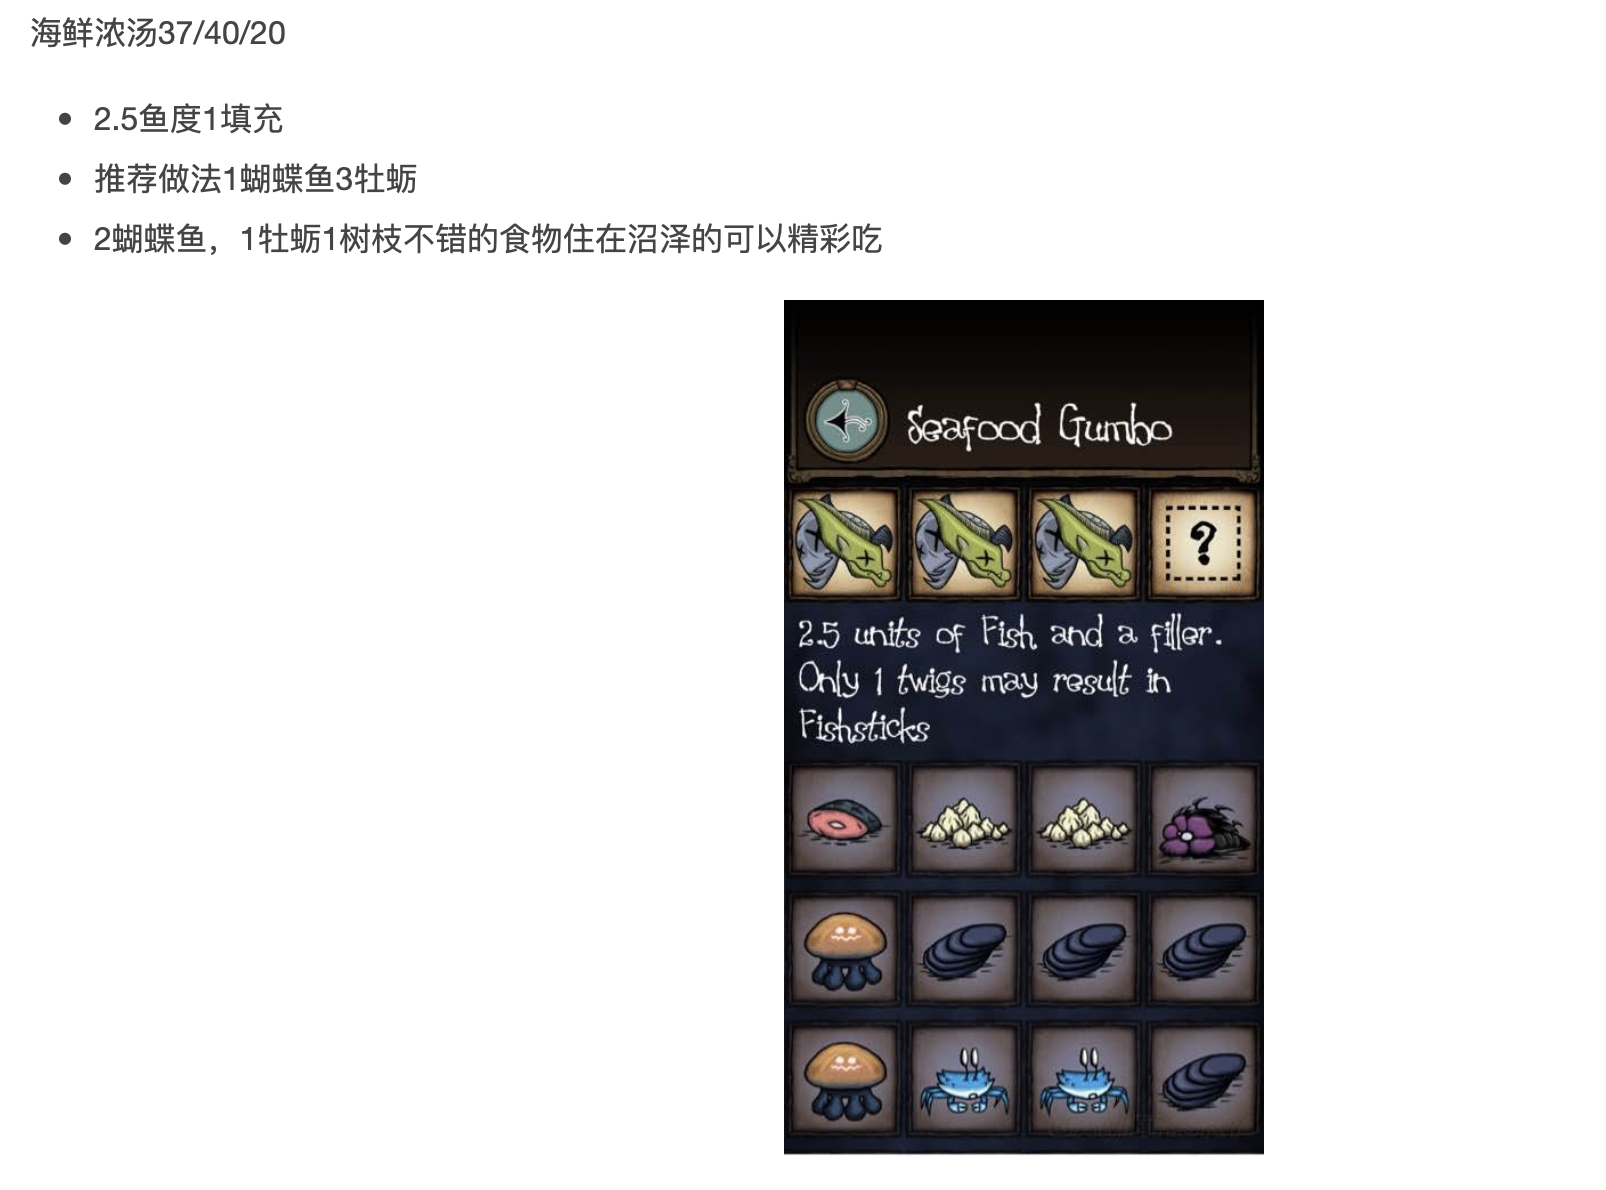 海鲜浓汤37/40/20
2.5鱼度1填充
推荐做法1蝴蝶鱼3牡蛎
2蝴蝶鱼，1牡蛎1树枝不错的食物住在沼泽的可以精彩吃
Seafood Gumbo
?
2.5 units of Fish and a filler.
Only 1 twigs may result in
Fishsticks